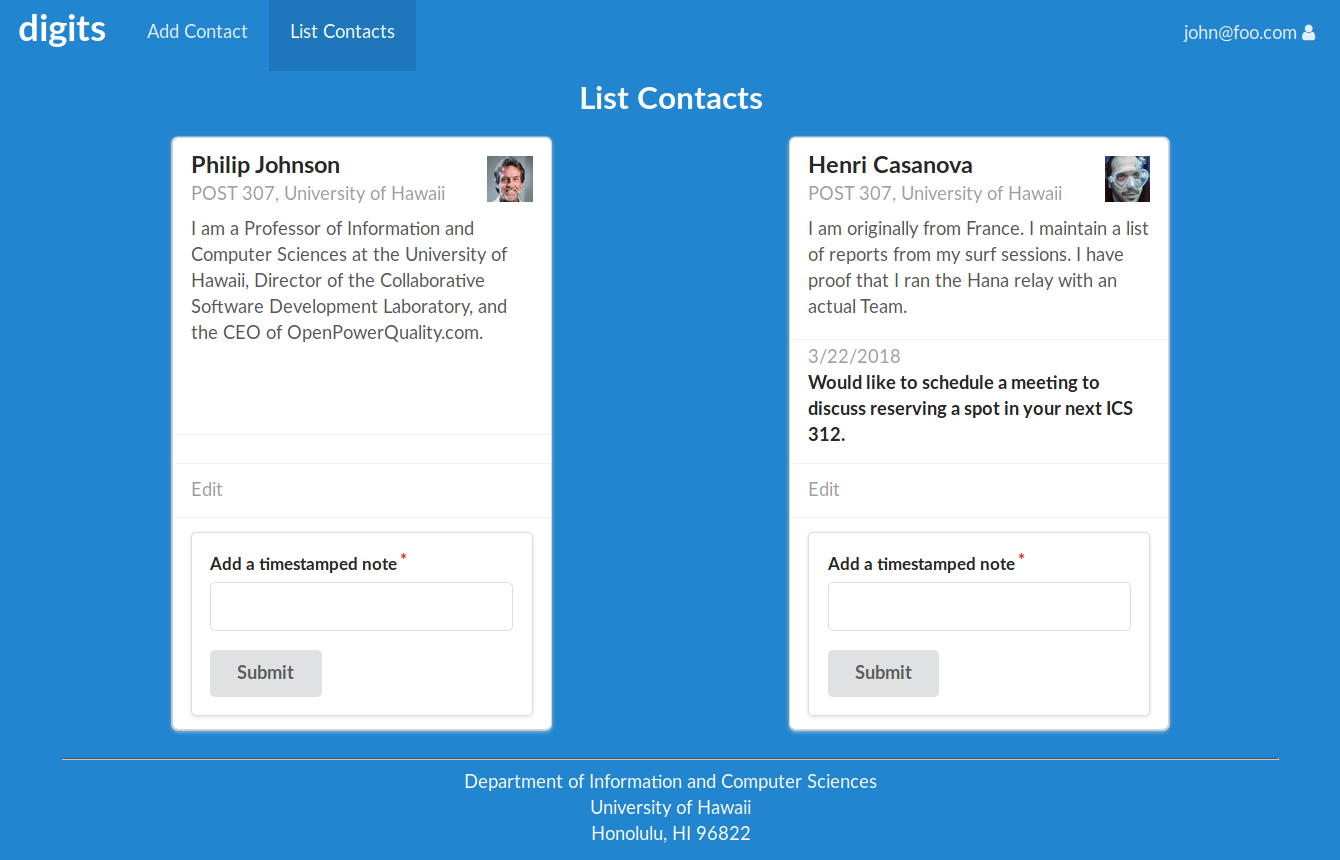 digits
Add Contact
List Contacts
john@foo.com
List Contacts
Philip Johnson
POST 307, University of Hawaii
I am a Professor of Information and
Computer Sciences at the University of
Hawaii, Director of the Collaborative
Software Development Laboratory, and
the CEO of OpenPowerQuality.com.
Edit
Add a timestamped note*
Submit
Henri Casanova
POST 307, University of Hawaii
I am originally from France. I maintain a list
of reports from my surf sessions. I have
proof that I ran the Hana relay with an
actual Team.
3/22/2018
Would like to schedule a meeting to
discuss reserving a spot in your next ICS
312.
Edit
Add a timestamped note*
Submit
Department of Information and Computer Sciences
University of Hawaii
Honolulu, HI 96822